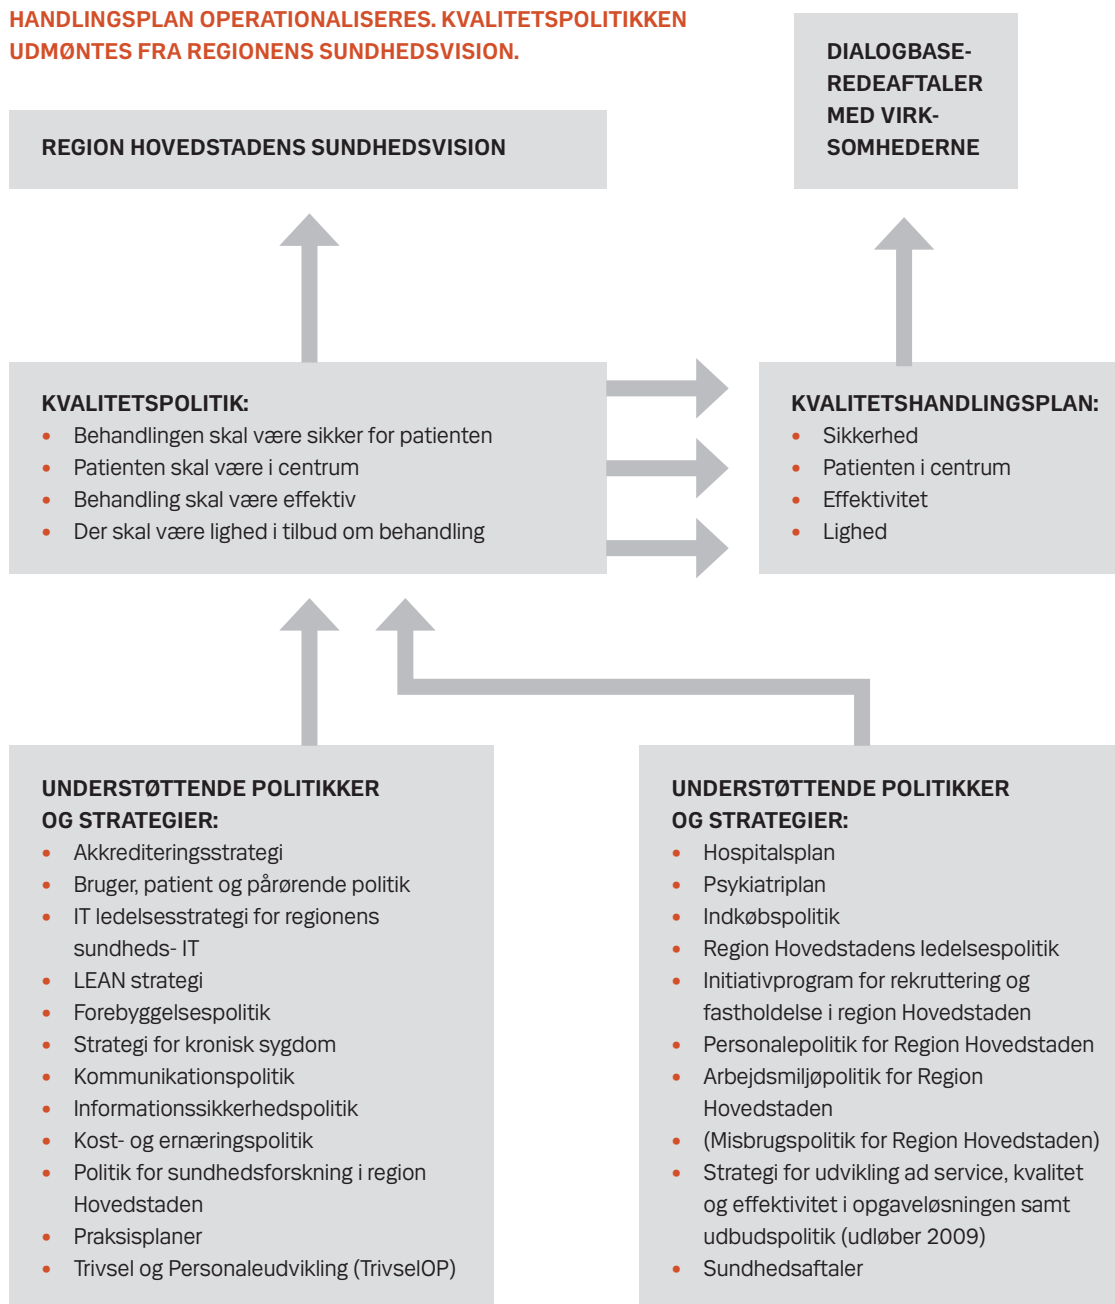 HANDLINGSPLAN OPERATIONALISERES. KVALITETSPOLITIKKEN
UDMØNTES FRA REGIONENS SUNDHEDSVISION.
DIALOGBASE-
REDEAFTALER
MED VIRK-
SOMHEDERNE
REGION HOVEDSTADENS SUNDHEDSVISION
KVALITETSPOLITIK:
• Behandlingen skal være sikker for patienten
• Patienten skal være i centrum
• Behandling skal være effektiv
• Der skal være lighed i tilbud om behandling
KVALITETSHANDLINGSPLAN:
• Sikkerhed
• Patienten i centrum
• Effektivitet
• Lighed
UNDERSTØTTENDE POLITIKKER
OG STRATEGIER:
• Akkrediteringsstrategi
• Bruger, patient og pårørende politik
• IT ledelsesstrategi for regionens
sundheds- IT
• LEAN strategi
• Forebyggelsespolitik
• Strategi for kronisk sygdom
• Kommunikationspolitik
• Informationssikkerhedspolitik
• Kost- og ernæringspolitik
• Politik for sundhedsforskning i region
Hovedstaden
• Praksisplaner
• Trivsel og Personaleudvikling (TrivselOP)
UNDERSTØTTENDE POLITIKKER
OG STRATEGIER:
• Hospitalsplan
• Psykiatriplan
• Indkøbspolitik
• Region Hovedstadens ledelsespolitik
• Initiativprogram for rekruttering og
fastholdelse i region Hovedstaden
• Personalepolitik for Region Hovedstaden
• Arbejdsmiljøpolitik for Region
Hovedstaden
• (Misbrugspolitik for Region Hovedstaden)
• Strategi for udvikling ad service, kvalitet
og effektivitet i opgaveløsningen samt
udbudspolitik (udløber 2009)
• Sundhedsaftaler